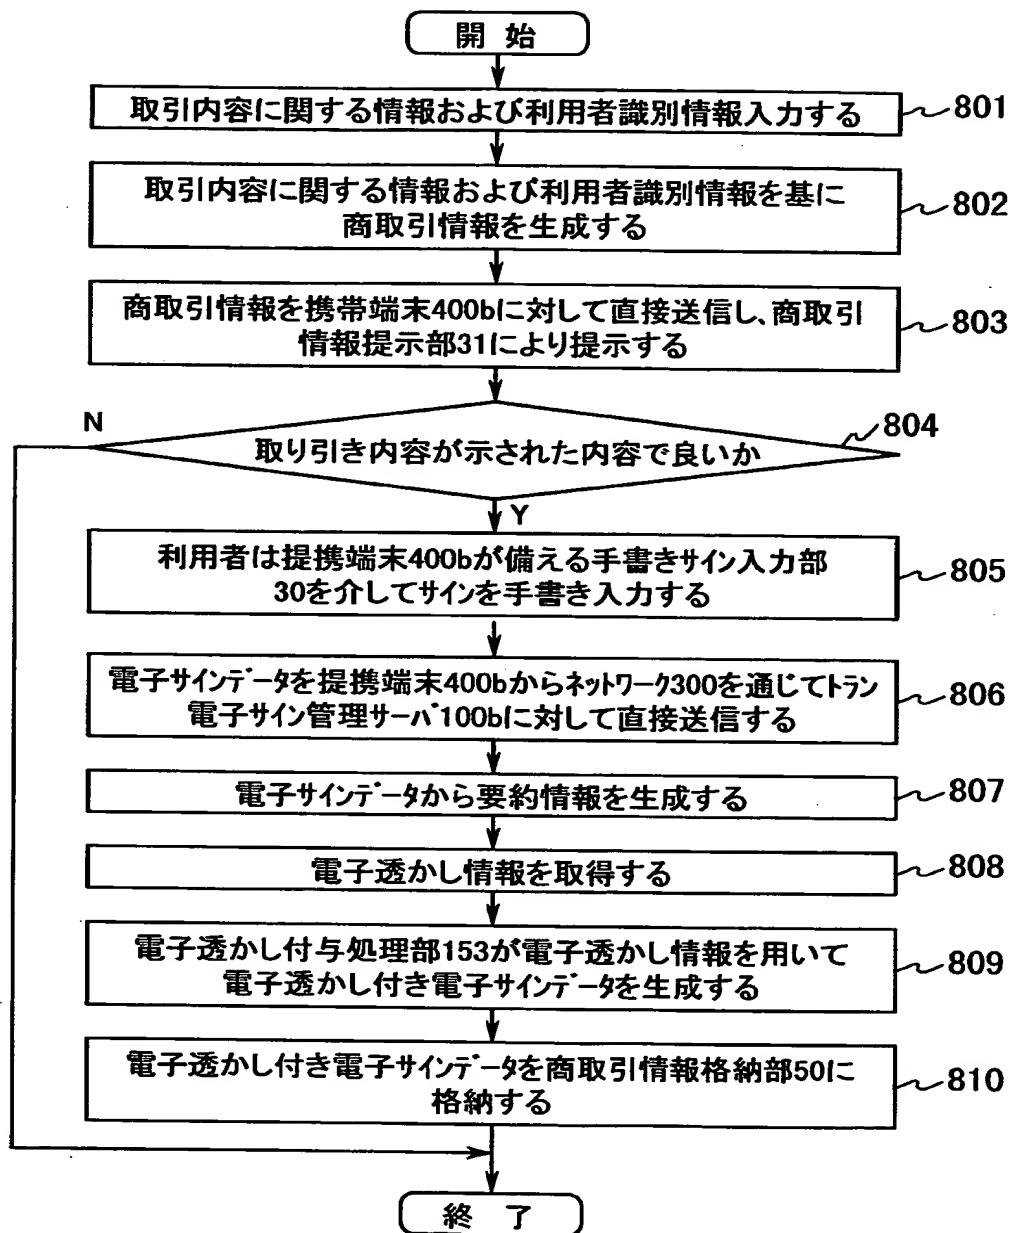 開 始
取引内容に関する情報および利用者識別情報入力する
801
取引内容に関する情報および利用者識別情報を基に
商取引情報を生成する
802
商取引情報を携帯端末400bに対して直接送信し、商取引
情報提示部31により提示する
803
N
取り引き内容が示された内容で良いか
804
Y
利用者は提携端末400bが備える手書きサイン入力部
30を介してサインを手書き入力する
805
電子サインデータを提携端末400bからネットワーク300を通じてトラン
電子サイン管理サーバ100bに対して直接送信する
806
電子サインデータから要約情報を生成する
807
電子透かし情報を取得する
808
電子透かし付与処理部153が電子透かし情報を用いて
電子透かし付き電子サインデータを生成する
809
電子透かし付き電子サインデータを商取引情報格納部50に
格納する
810
終 了